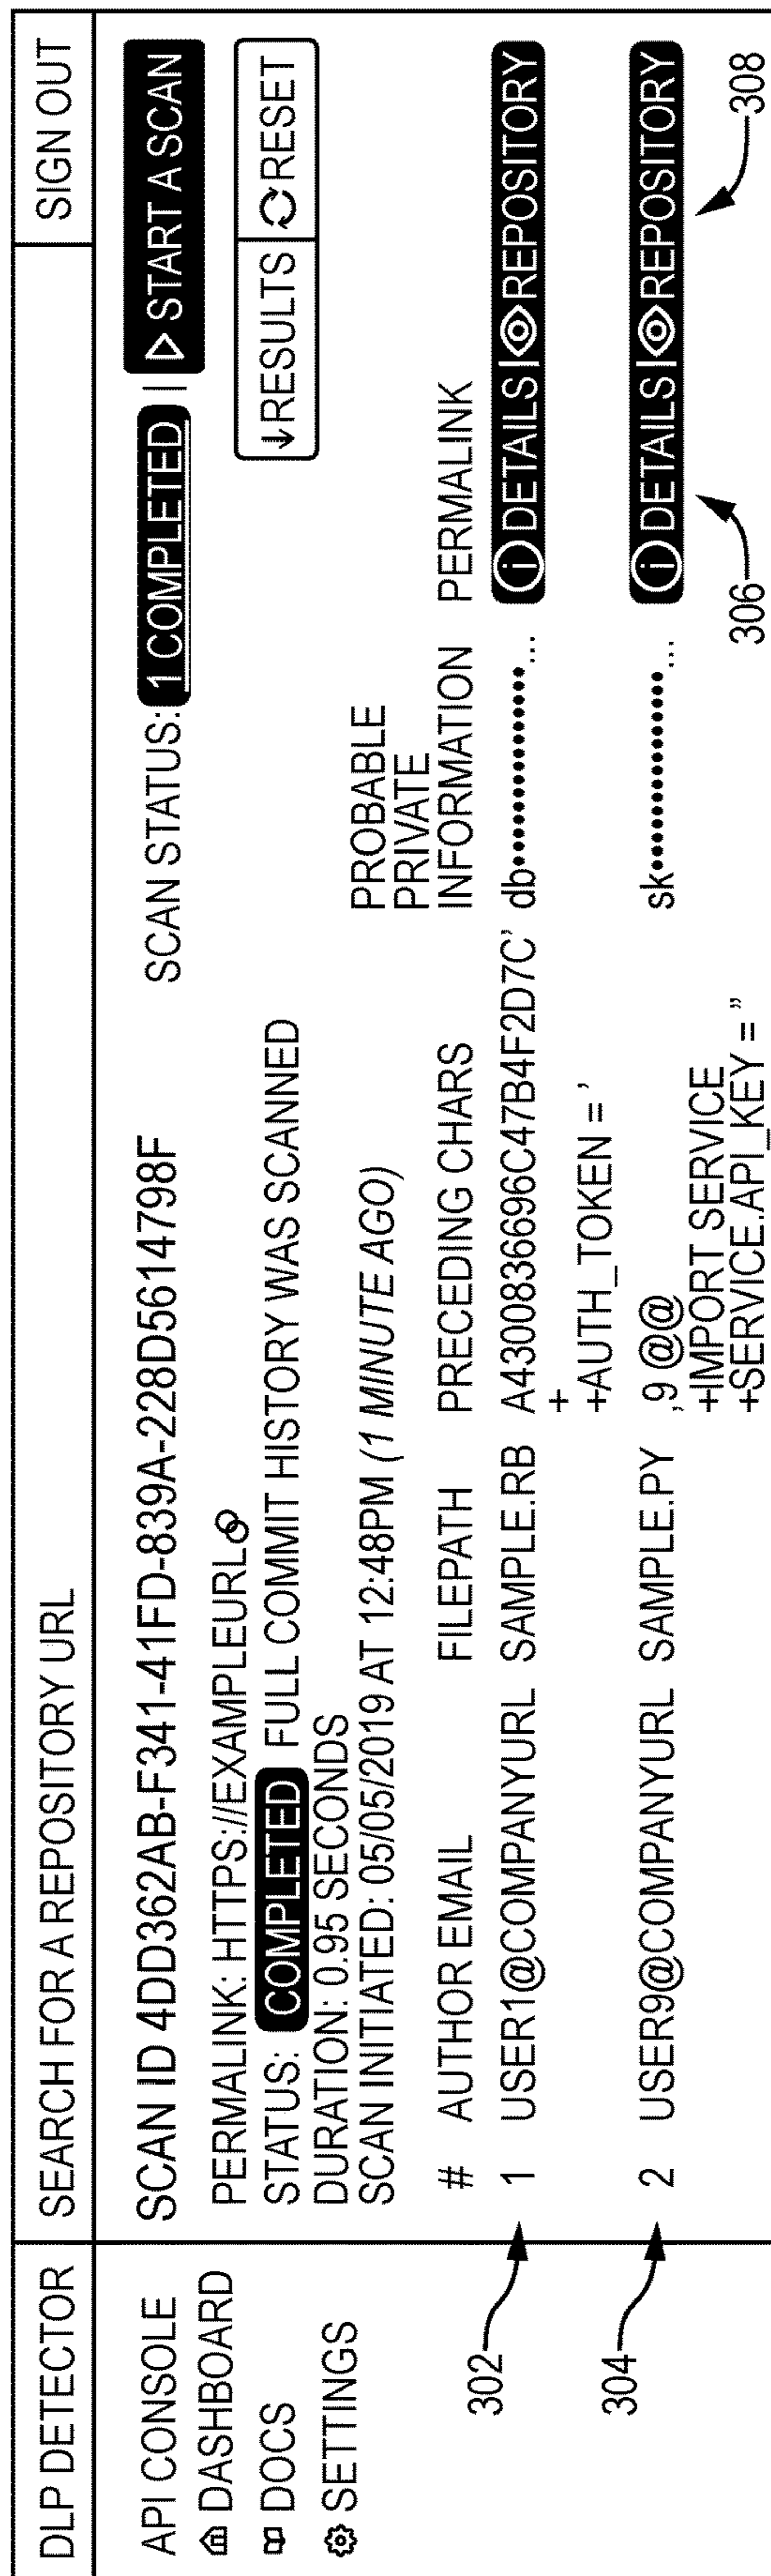 DLP DETECTOR
SEARCH FOR A REPOSITORY URL
SIGN OUT
API CONSOLE
DASHBOARD
DOCS
SETTINGS
SCAN ID 4DD362AB-F341-41FD-839A-228D5614798F
SCAN STATUS: 1 COMPLETED | START A SCAN
PERMALINK: HTTPS://EXAMPLEURL
RESULTS RESET
STATUS: COMPLETED FULL COMMIT HISTORY WAS SCANNED
DURATION: 0.95 SECONDS
SCAN INITIATED: 05/05/2019 AT 12:48PM (1 MINUTE AGO)
# AUTHOR EMAIL FILEPATH PRECEDING CHARS PROBABLE PRIVATE INFORMATION PERMALINK
1 USER1@COMPANYURL SAMPLE.RB A4300836696C47B4F2D7C' db•••••••••••••••... DETAILS | REPOSITORY
+
+AUTH_TOKEN = '
2 USER9@COMPANYURL SAMPLE.PY ,9 @@ sk••••••••••••••... DETAILS | REPOSITORY
+IMPORT SERVICE
+SERVICE.API_KEY = "
302
304
306
308